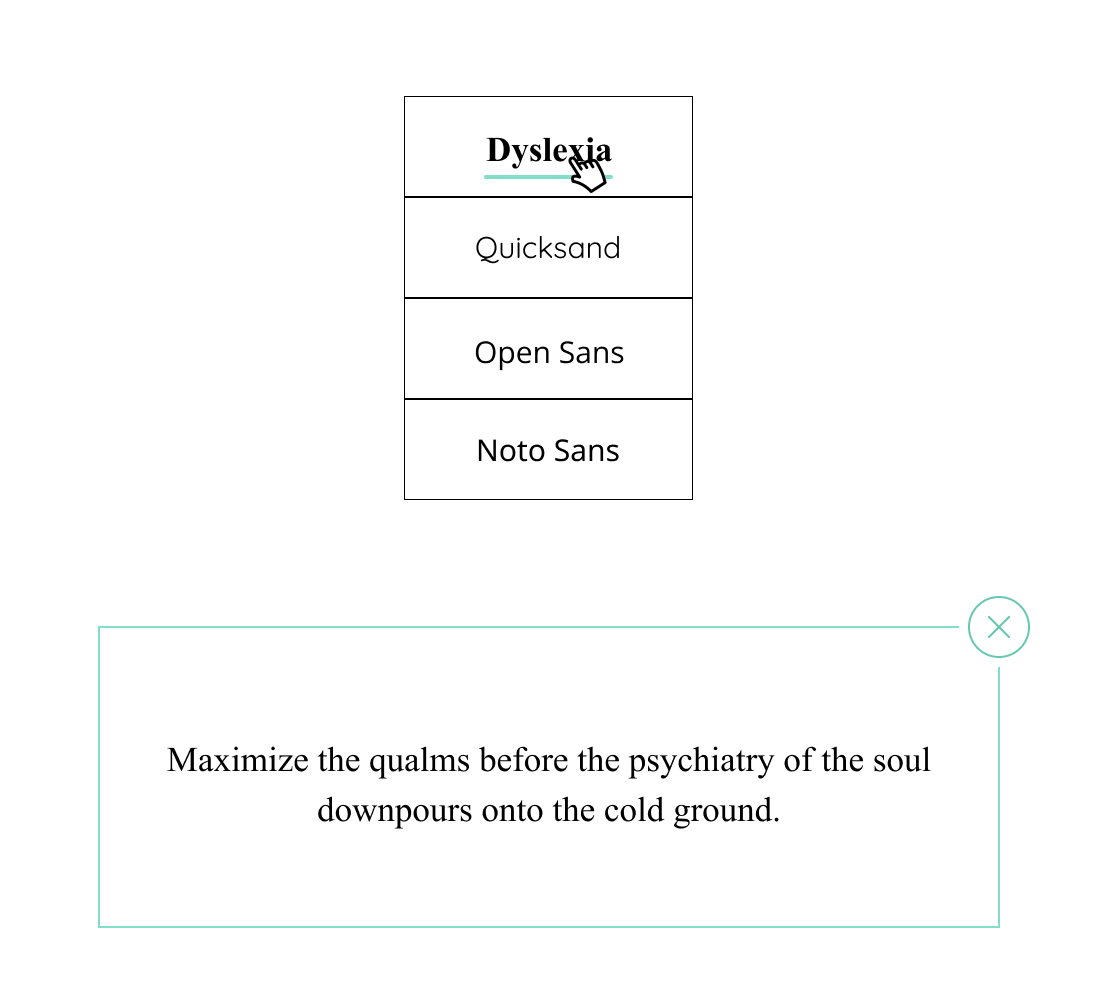 Dyslexia
Quicksand
Open Sans
Noto Sans
Maximize the qualms before the psychiatry of the soul
downpours onto the cold ground.